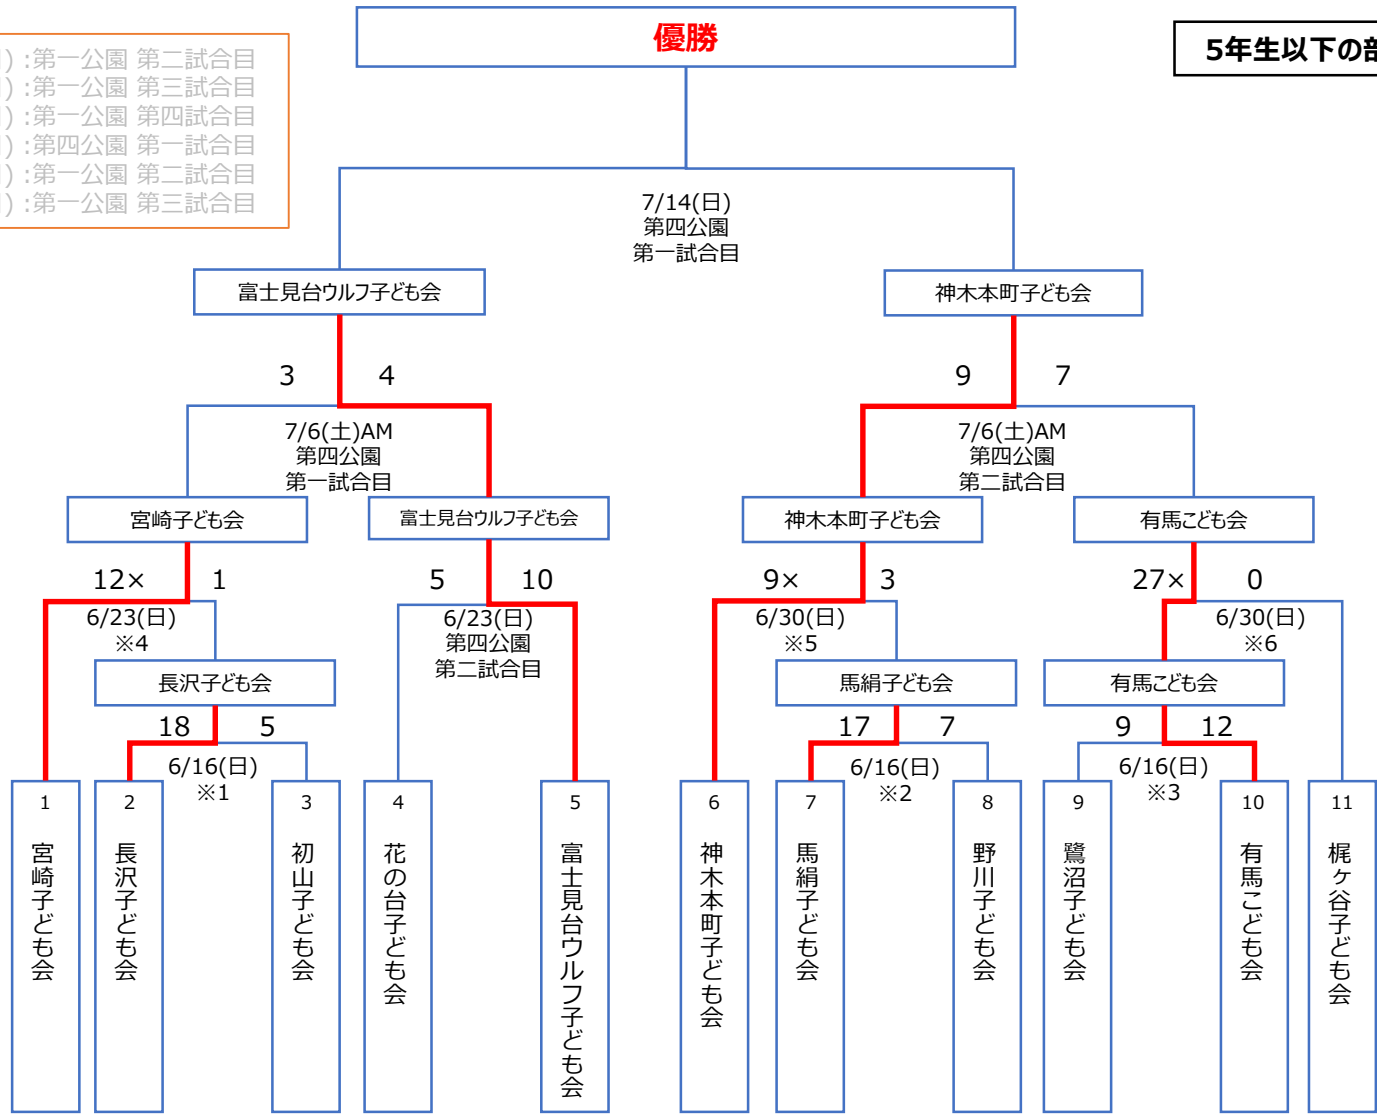 優勝
5年生以下の部
) :第一公園 第二試合目
) :第一公園 第三試合目
) :第一公園 第四試合目
) :第四公園 第一試合目
) :第一公園 第二試合目
) :第一公園 第三試合目
7/14(日)
第四公園
第一試合目
富士見台ウルフ子ども会
神木本町子ども会
3 4
9 7
7/6(土)AM
第四公園
第一試合目
7/6(土)AM
第四公園
第二試合目
宮崎子ども会
富士見台ウルフ子ども会
神木本町子ども会
有馬こども会
12× 1
5 10
9× 3
27× 0
6/23(日)
※4
6/23(日)
第四公園
第二試合目
6/30(日)
※5
6/30(日)
※6
長沢子ども会
馬絹子ども会
有馬こども会
18 5
17 7
9 12
6/16(日)
※1
6/16(日)
※2
6/16(日)
※3
1
宮崎子ども会
2
長沢子ども会
3
初山子ども会
4
花の台子ども会
5
富士見台ウルフ子ども会
6
神木本町子ども会
7
馬絹子ども会
8
野川子ども会
9
鷺沼子ども会
10
有馬こども会
11
梶ヶ谷子ども会